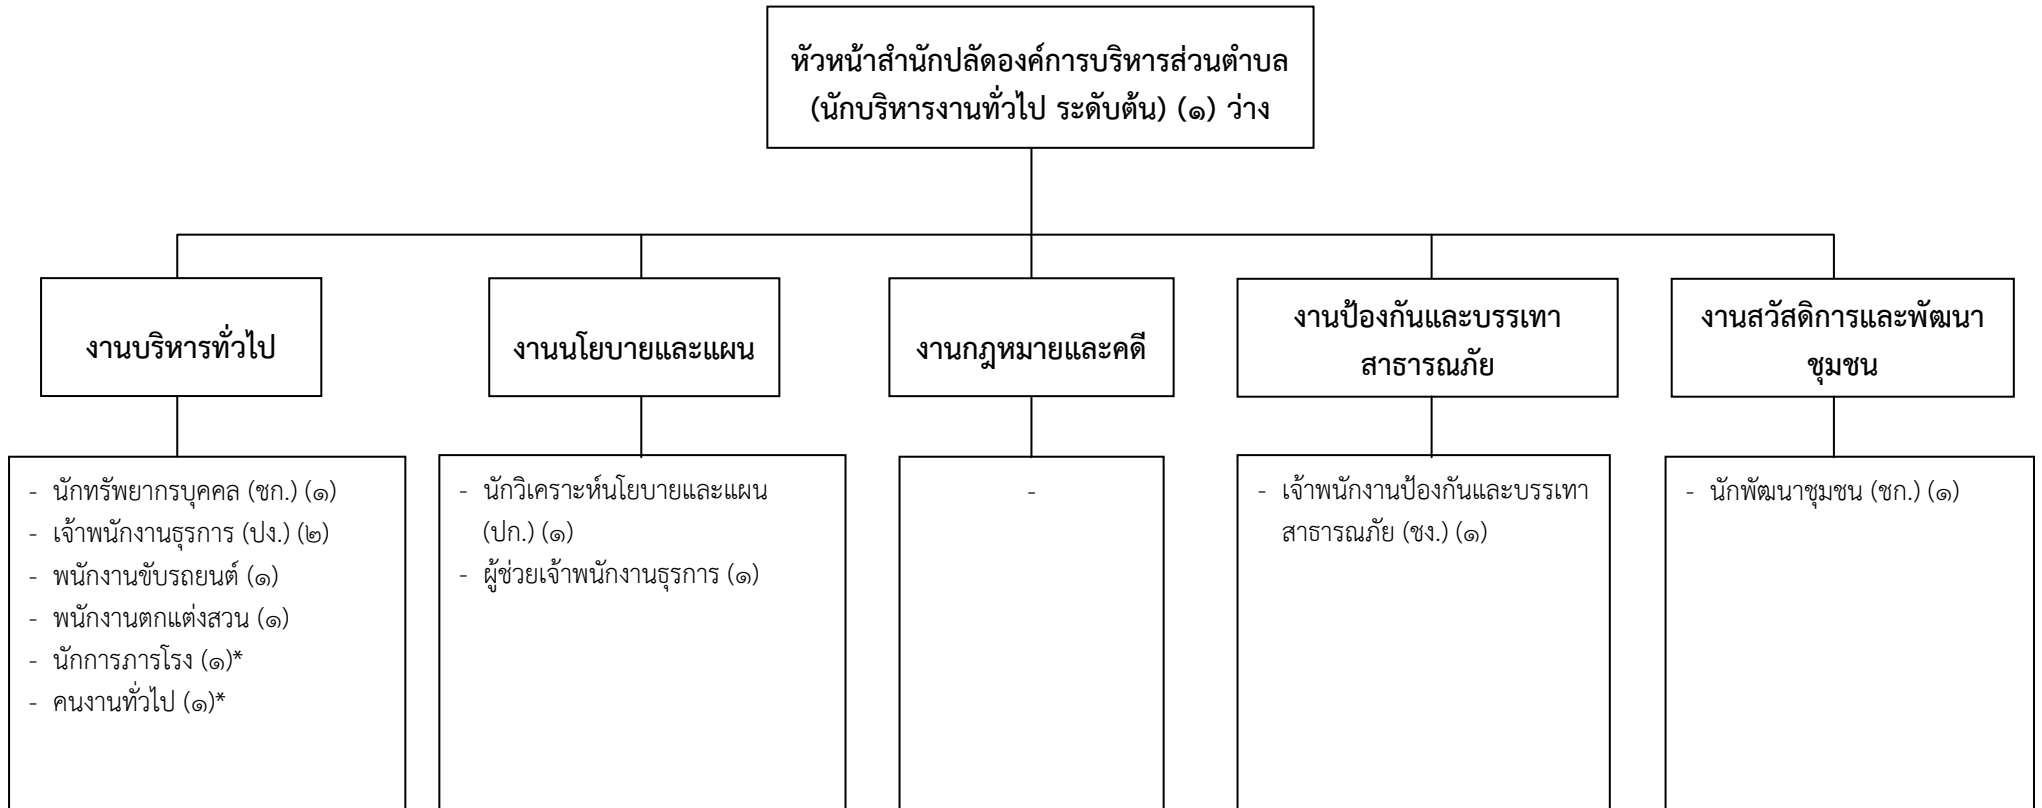 หัวหน้าสำนักปลัดองค์การบริหารส่วนตำบล
(นักบริหารงานทั่วไป ระดับต้น) (๑) ว่าง
งานบริหารทั่วไป
งานนโยบายและแผน
งานกฎหมายและคดี
งานป้องกันและบรรเทา
สาธารณภัย
งานสวัสดิการและพัฒนา
ชุมชน
- นักทรัพยากรบุคคล (ชก.) (๑)
- เจ้าพนักงานธุรการ (ปง.) (๒)
- พนักงานขับรถยนต์ (๑)
- พนักงานตกแต่งสวน (๑)
- นักการภารโรง (๑)*
- คนงานทั่วไป (๑)*
- นักวิเคราะห์นโยบายและแผน
(ปก.) (๑)
- ผู้ช่วยเจ้าพนักงานธุรการ (๑)
-
- เจ้าพนักงานป้องกันและบรรเทา
สาธารณภัย (ชง.) (๑)
- นักพัฒนาชุมชน (ชก.) (๑)